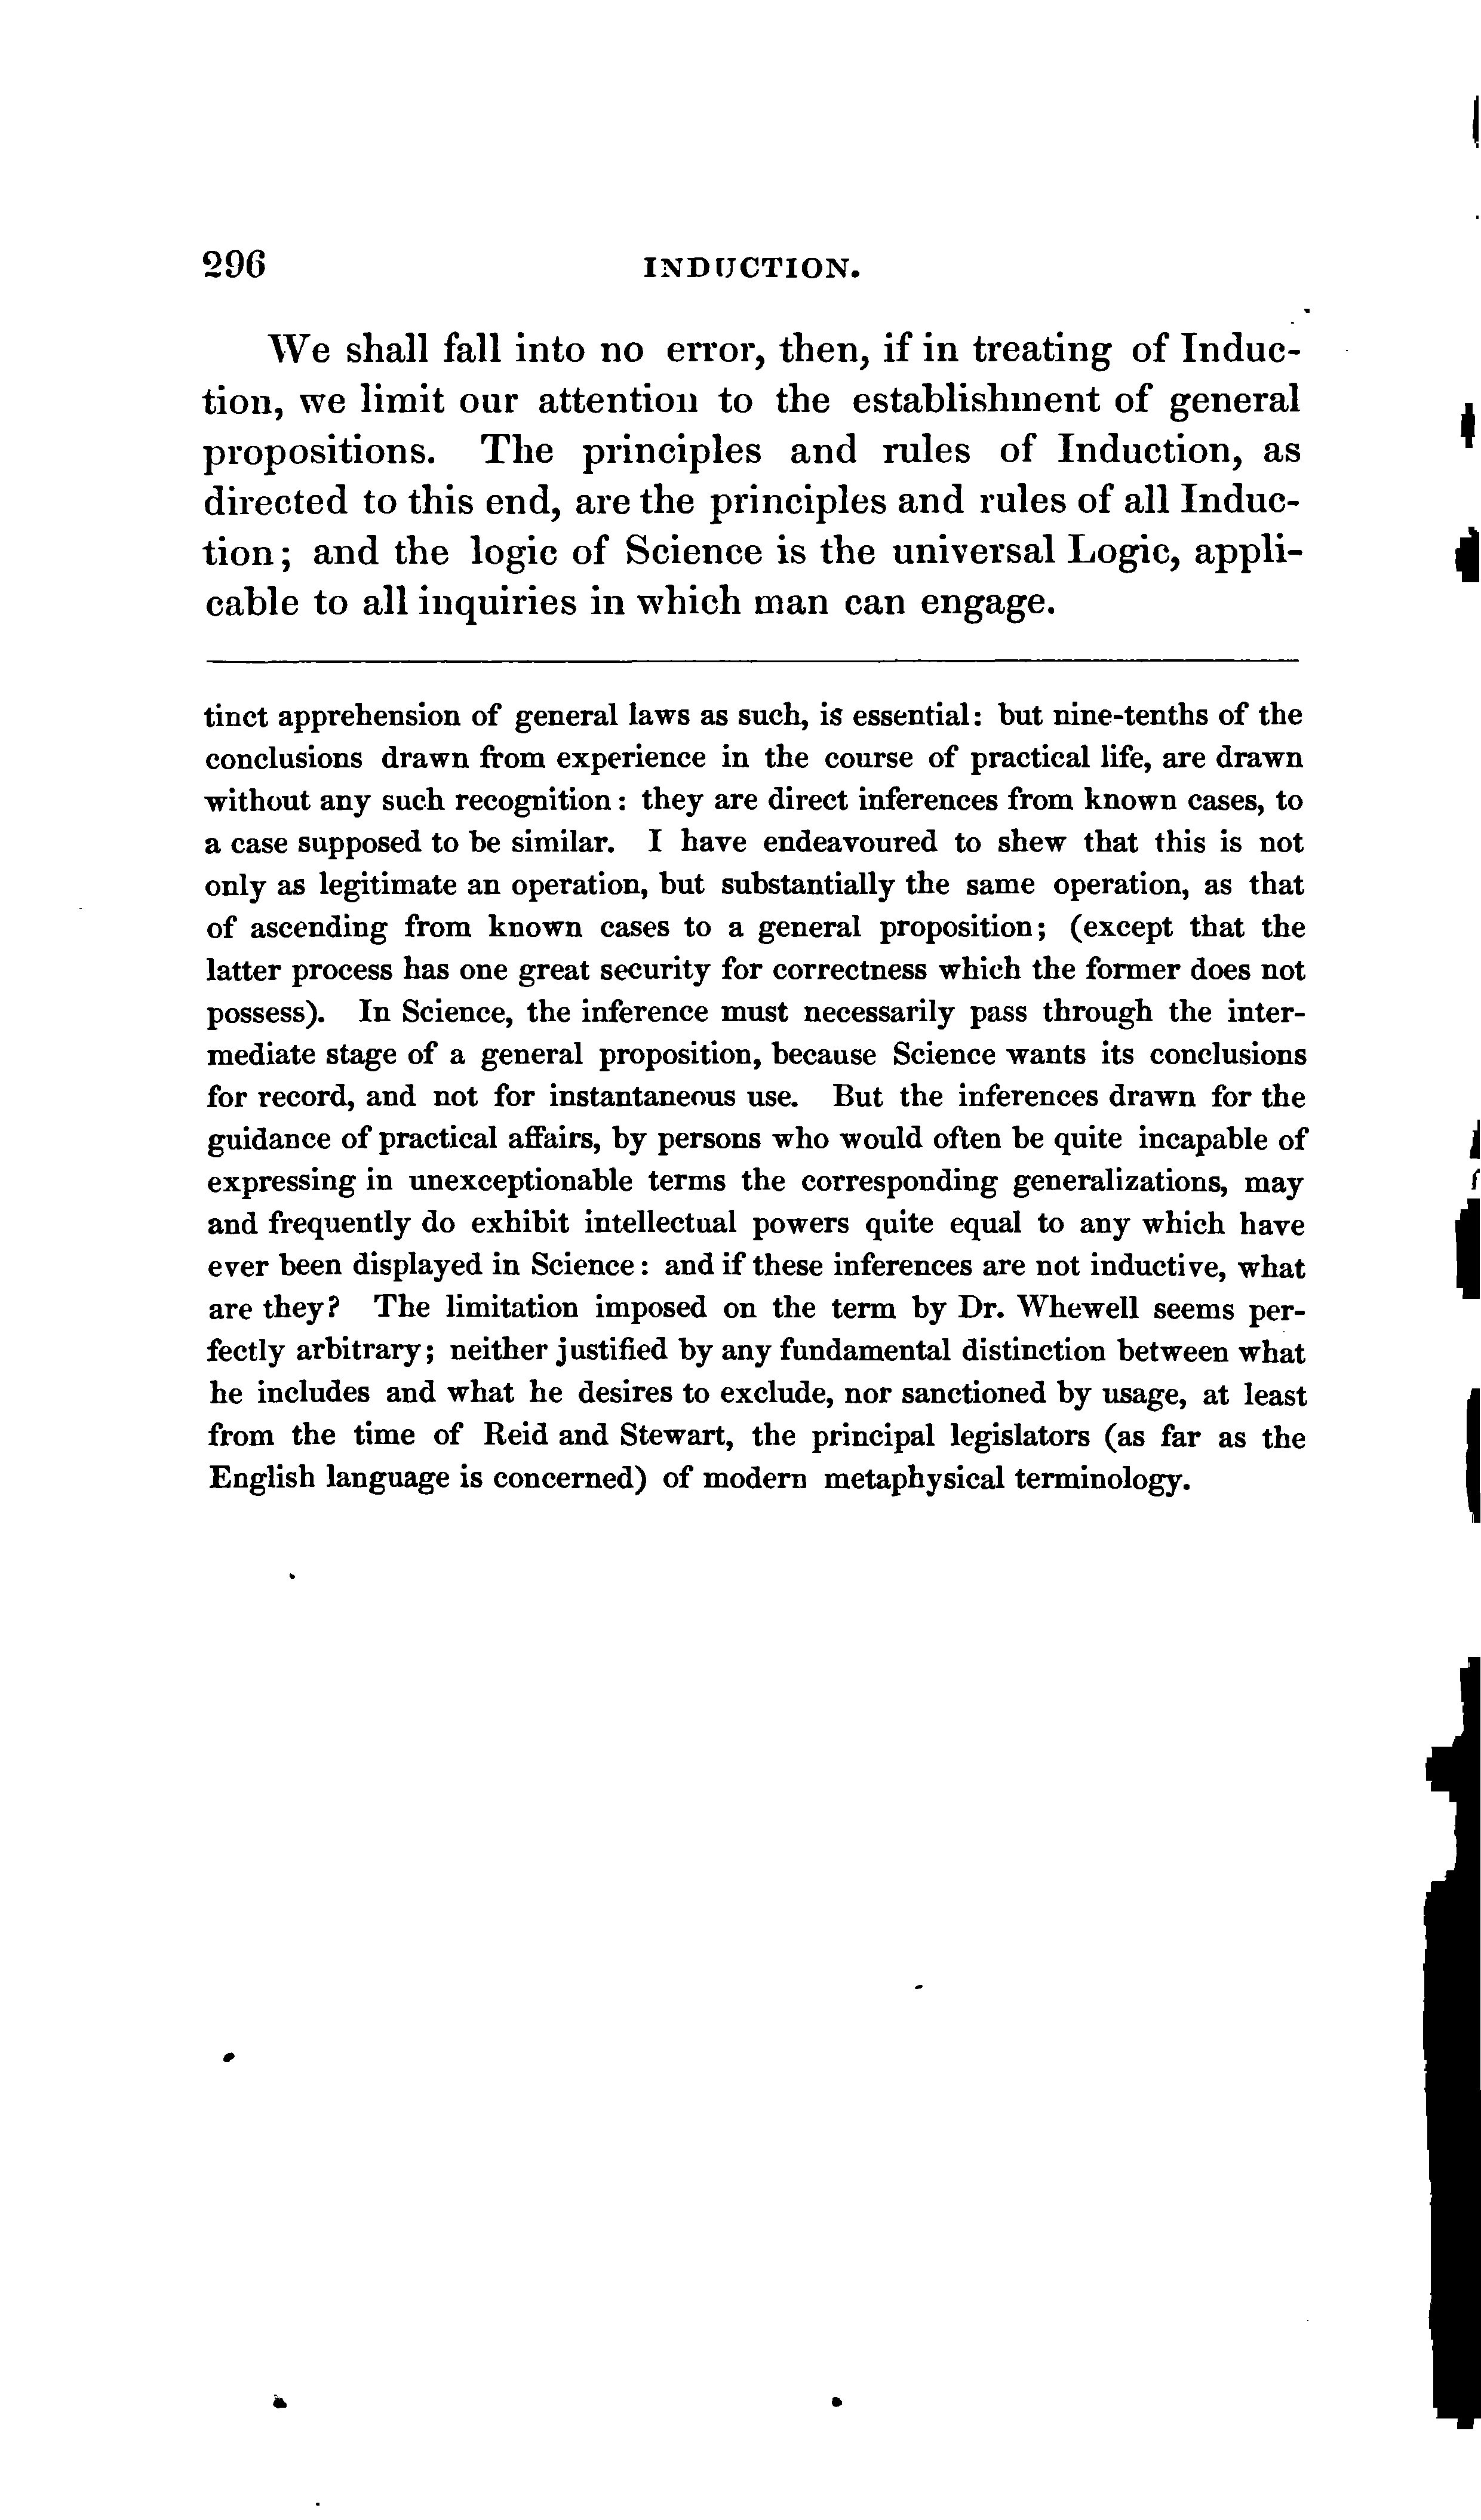 296
INDUCTION.
We shall fall into no error, then, if in treating of Induc-
tion, we limit our attention to the establishment of general
propositions. The principles and rules of Induction, as
directed to this end, are the principles and rules of all Induc-
tion; and the logic of Science is the universal Logic, appli-
cable to all inquiries in which man can engage.
tinct apprehension of general laws as such, is essential: but nine-tenths of the
conclusions drawn from experience in the course of practical life, are drawn
without any such recognition: they are direct inferences from known cases, to
a case supposed to be similar. I have endeavoured to shew that this is not
only as legitimate an operation, but substantially the same operation, as that
of ascending from known cases to a general proposition; (except that the
latter process has one great security for correctness which the former does not
possess). In Science, the inference must necessarily pass through the inter-
mediate stage of a general proposition, because Science wants its conclusions
for record, and not for instantaneous use. But the inferences drawn for the
guidance of practical affairs, by persons who would often be quite incapable of
expressing in unexceptionable terms the corresponding generalizations, may
and frequently do exhibit intellectual powers quite equal to any which have
ever been displayed in Science: and if these inferences are not inductive, what
are they? The limitation imposed on the term by Dr. Whewell seems per-
fectly arbitrary; neither justified by any fundamental distinction between what
he includes and what he desires to exclude, nor sanctioned by usage, at least
from the time of Reid and Stewart, the principal legislators (as far as the
English language is concerned) of modern metaphysical terminology.